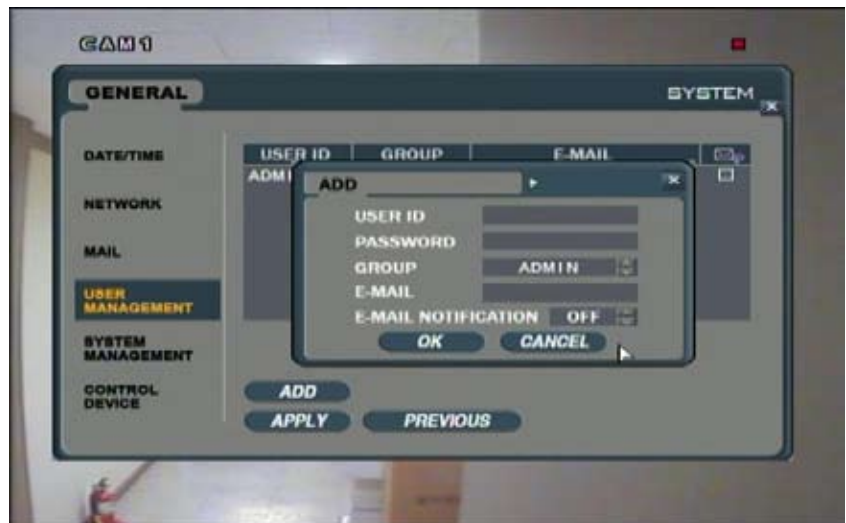 CAM1
GENERAL
SYSTEM
DATE/TIME
NETWORK
MAIL
USER MANAGEMENT
SYSTEM MANAGEMENT
CONTROL DEVICE
USER ID GROUP E-MAIL
ADMI
ADD
USER ID
PASSWORD
GROUP ADMIN
E-MAIL
E-MAIL NOTIFICATION OFF
OK CANCEL
ADD
APPLY PREVIOUS